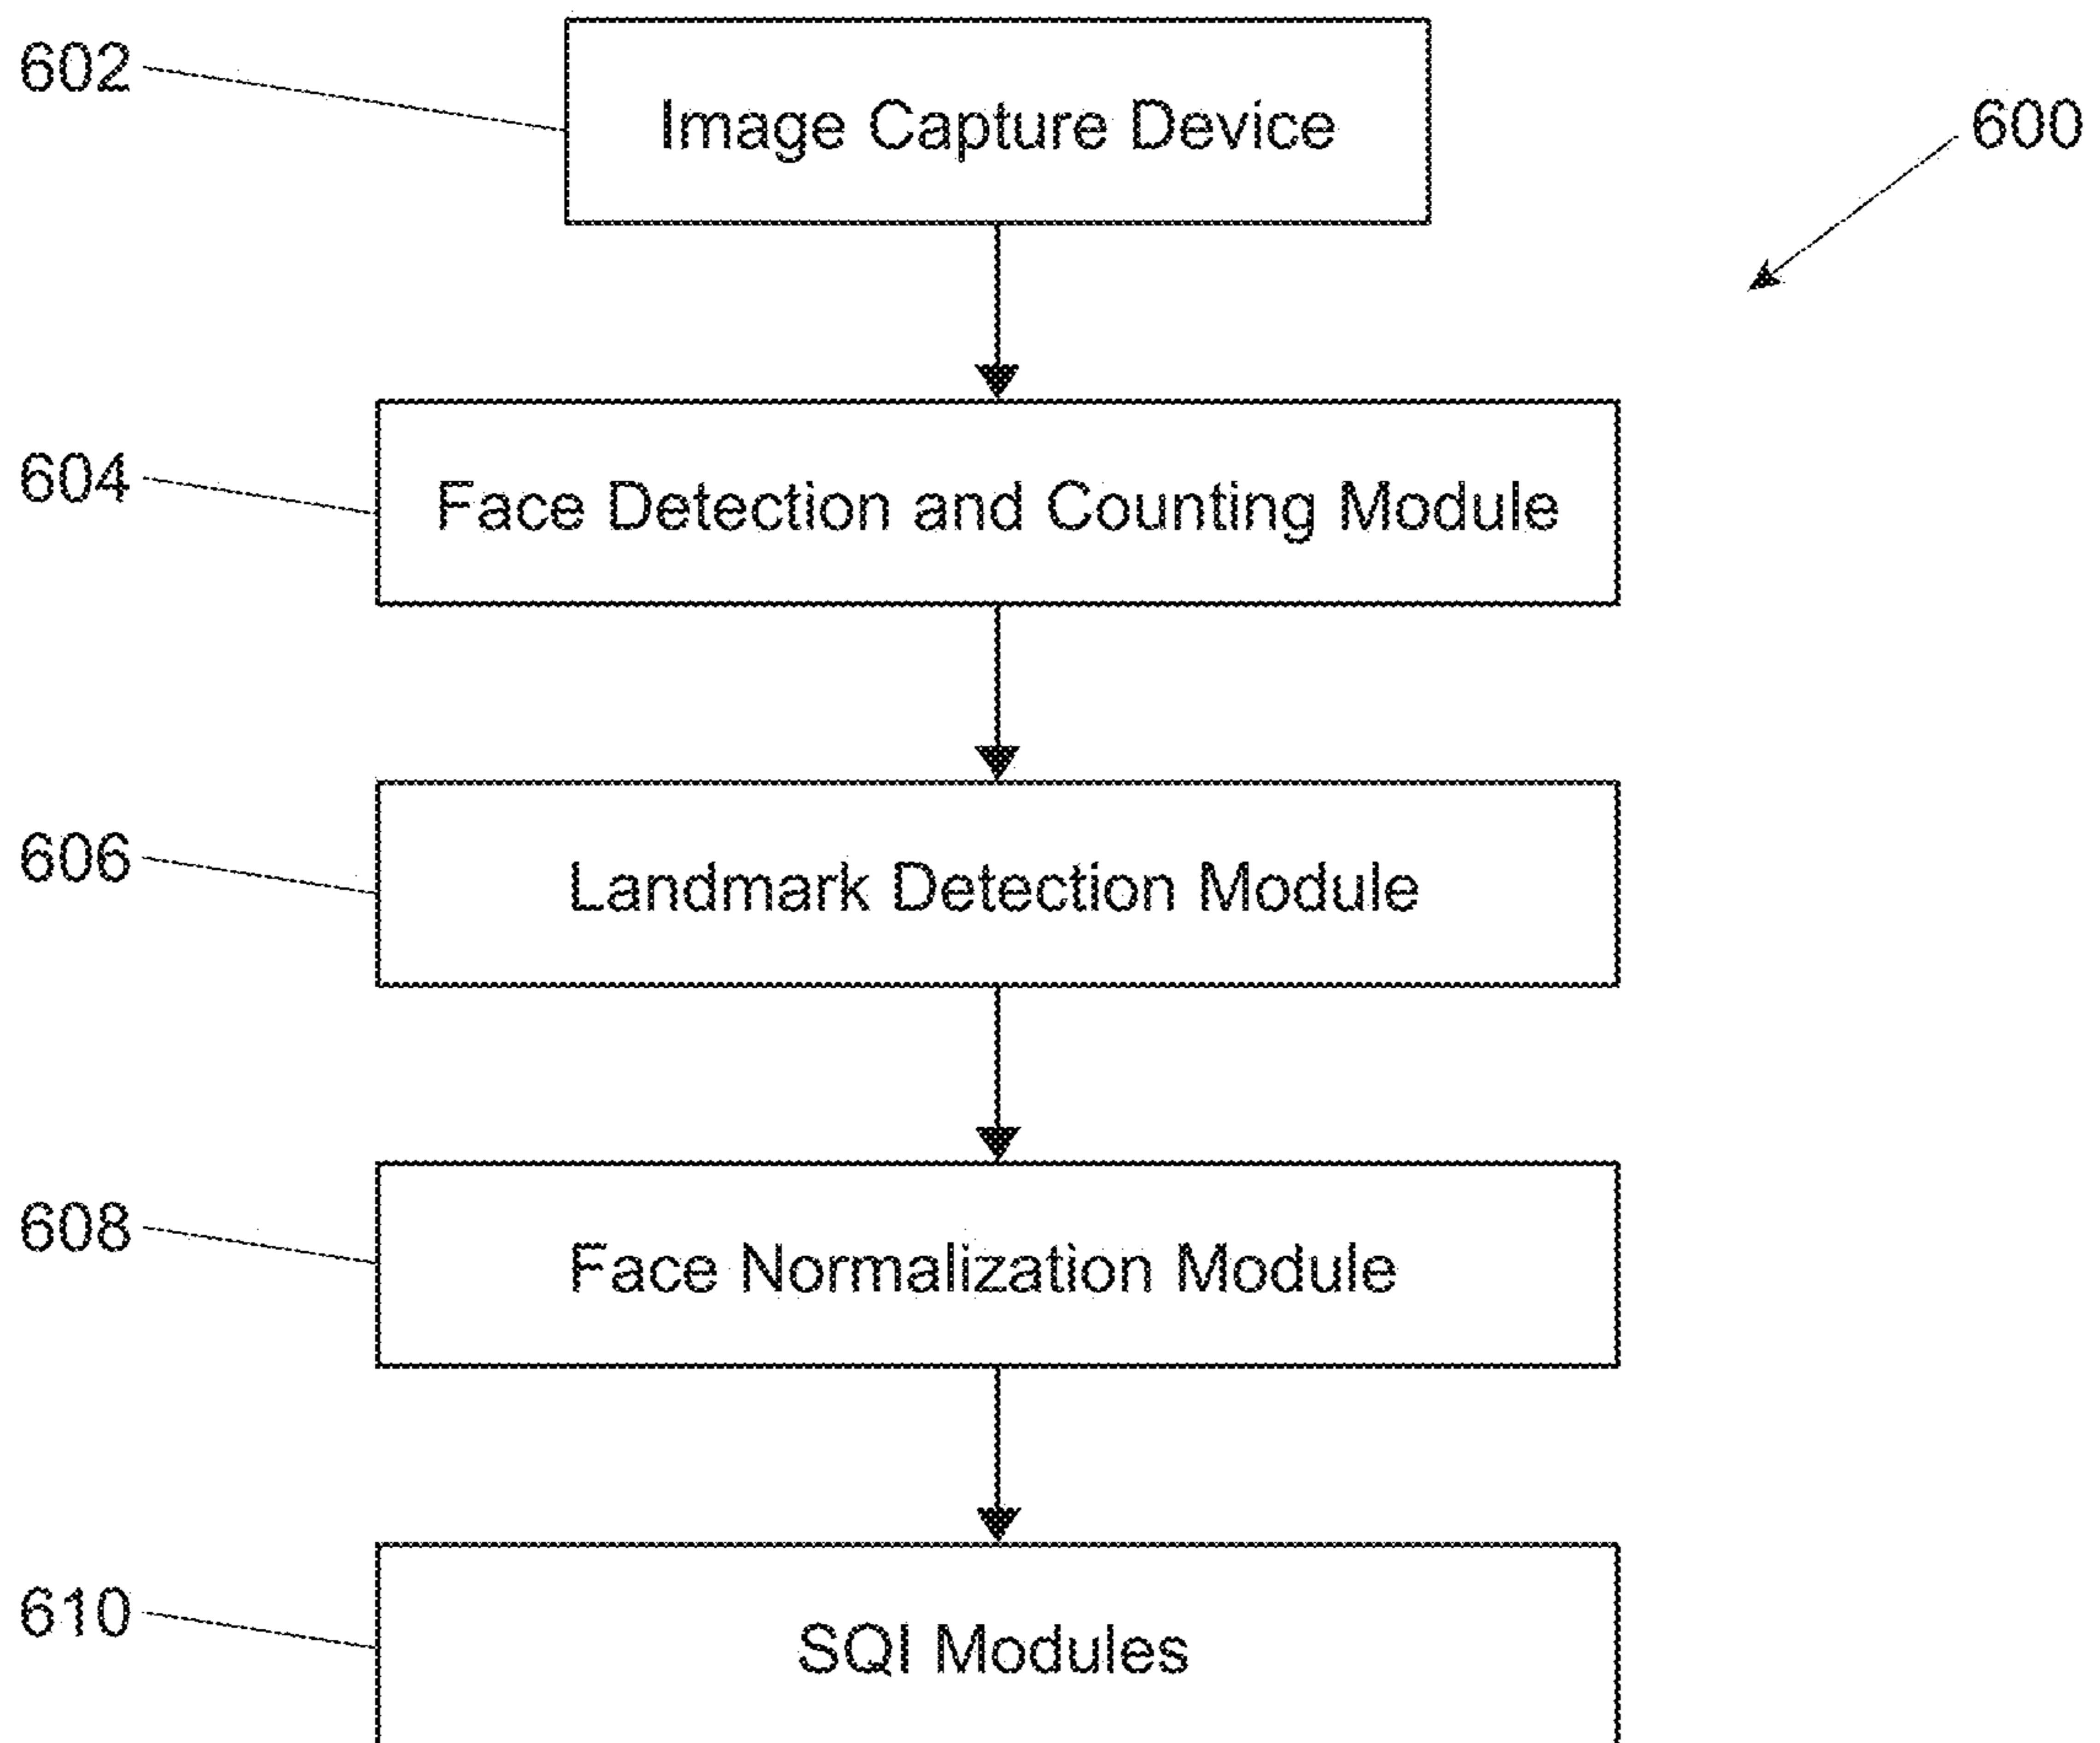 602
Image Capture Device
600
604
Face Detection and Counting Module
606
Landmark Detection Module
608
Face Normalization Module
610
SQI Modules